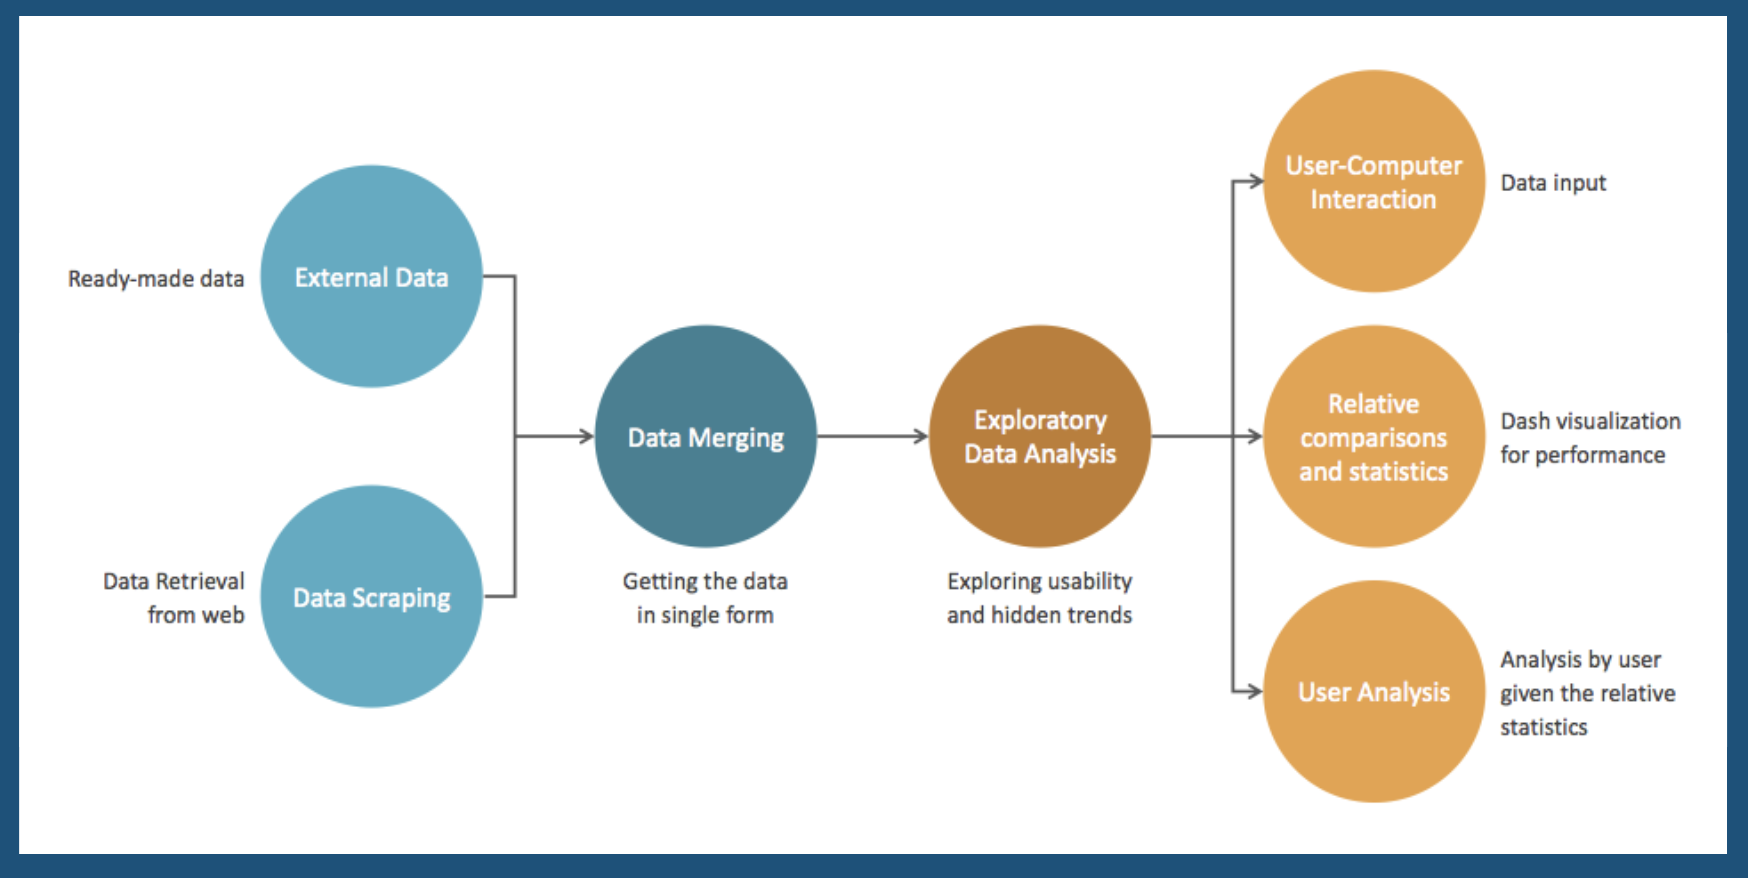 Ready-made data
External Data
Data Retrieval
from web
Data Scraping
Data Merging
Getting the data
in single form
Exploratory
Data Analysis
Exploring usability
and hidden trends
User-Computer
Interaction
Data input
Relative
comparisons
and statistics
Dash visualization
for performance
User Analysis
Analysis by user
given the relative
statistics